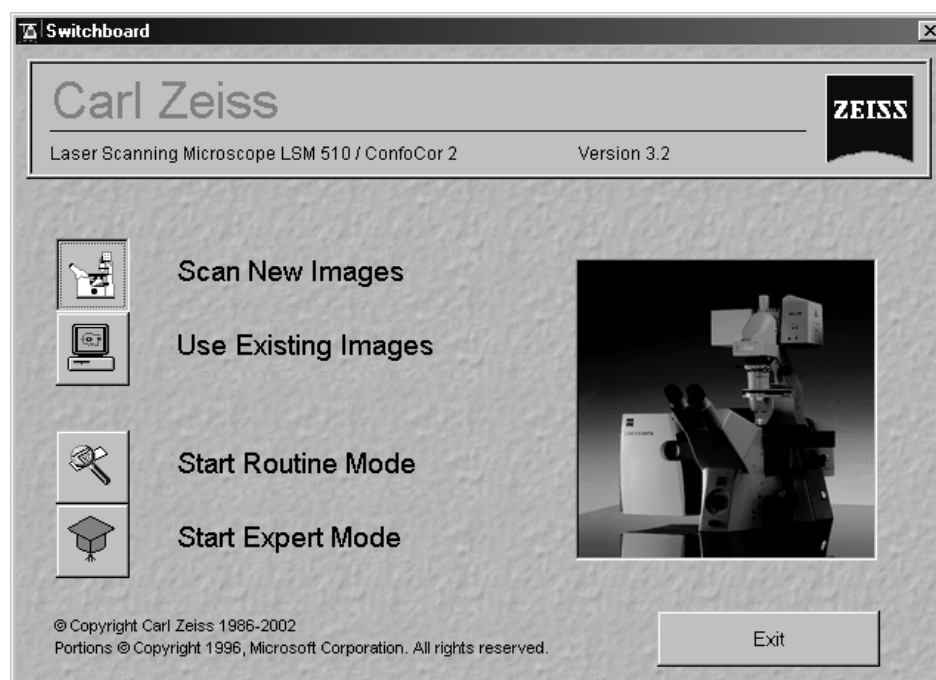 Switchboard
Carl Zeiss
ZEISS
Laser Scanning Microscope LSM 510 / ConfoCor 2 Version 3.2
Scan New Images
Use Existing Images
Start Routine Mode
Start Expert Mode
© Copyright Carl Zeiss 1986-2002
Portions © Copyright 1996, Microsoft Corporation. All rights reserved.
Exit